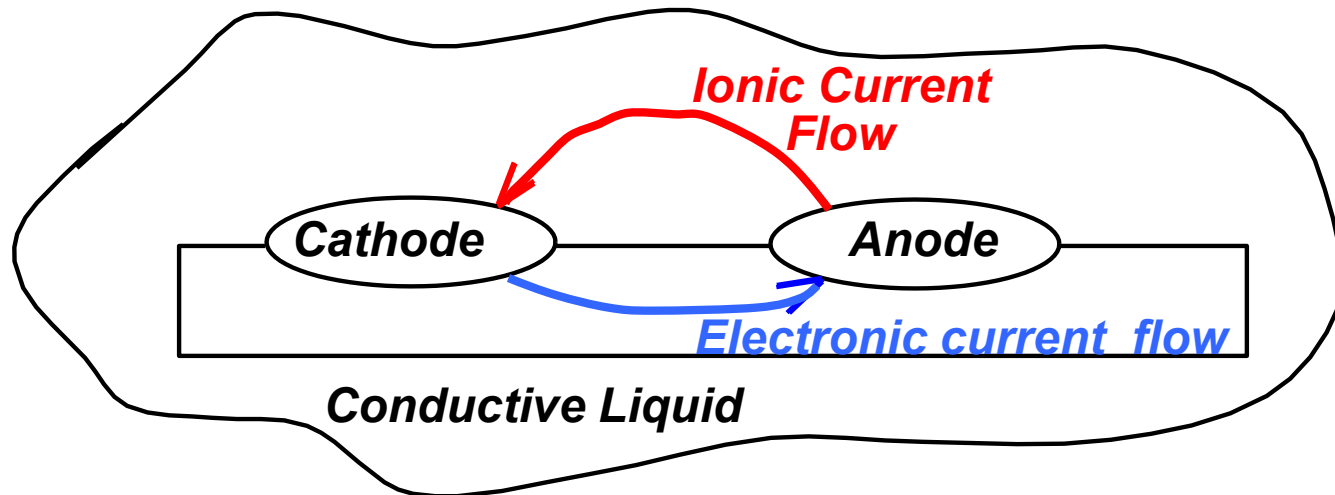 Ionic Current
Flow
Cathode
Anode
Electronic current flow
Conductive Liquid